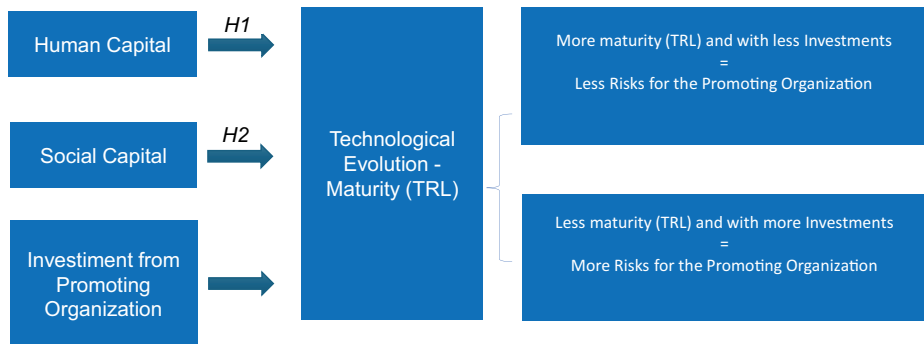 Human Capital
H1
Social Capital
H2
Investiment from
Promoting
Organization
Technological
Evolution -
Maturity (TRL)
More maturity (TRL) and with less Investments
=
Less Risks for the Promoting Organization
Less maturity (TRL) and with more Investments
=
More Risks for the Promoting Organization